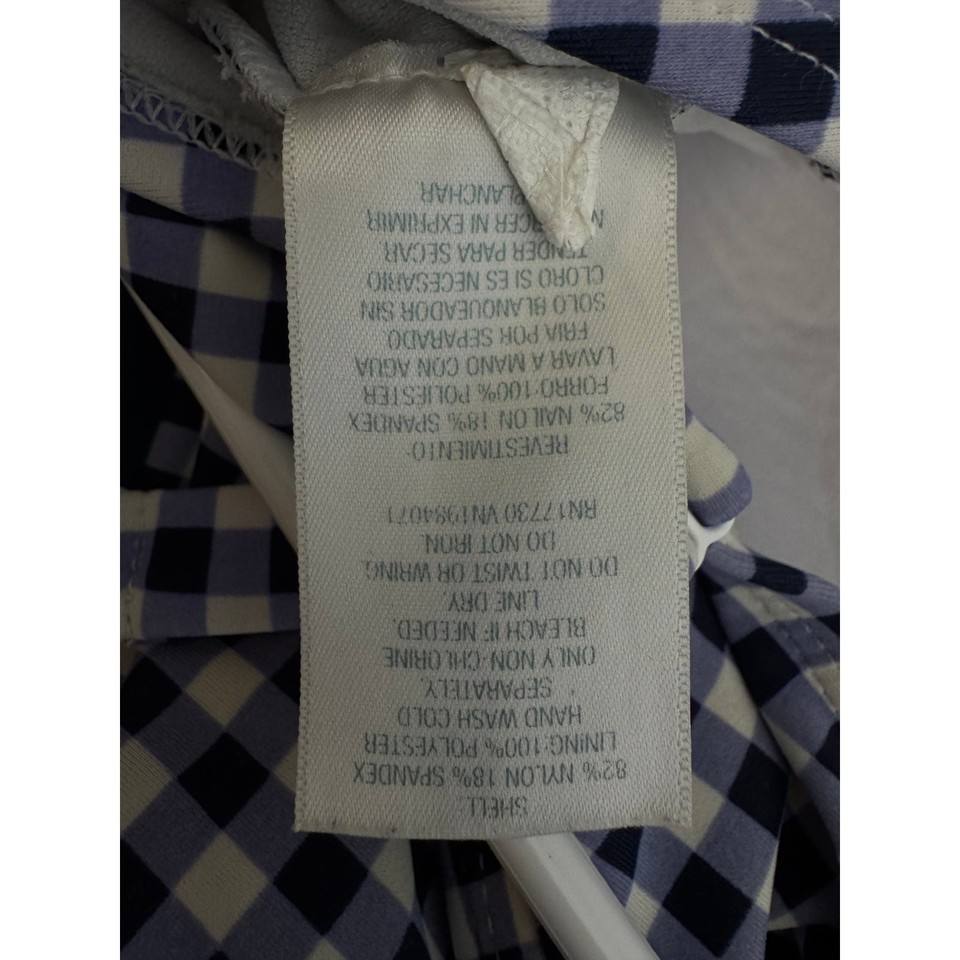 SHELL:
82% NYLON 18% SPANDEX
LINING:100% POLYESTER
HAND WASH COLD
SEPARATELY.
ONLY NON-CHLORINE
BLEACH IF NEEDED.
LINE DRY.
DO NOT TWIST OR WRING.
DO NOT IRON.
RN17730 VN1984071
REVESTIMIENTO:
82% NAILON 18% SPANDEX
FORRO:100% POLIESTER
LAVAR A MANO CON AGUA
FRIA POR SEPARADO.
SOLO BLANQUEADOR SIN
CLORO SI ES NECESARIO
TENDER PARA SECAR
NI EXPRIMIR
PLANCHAR